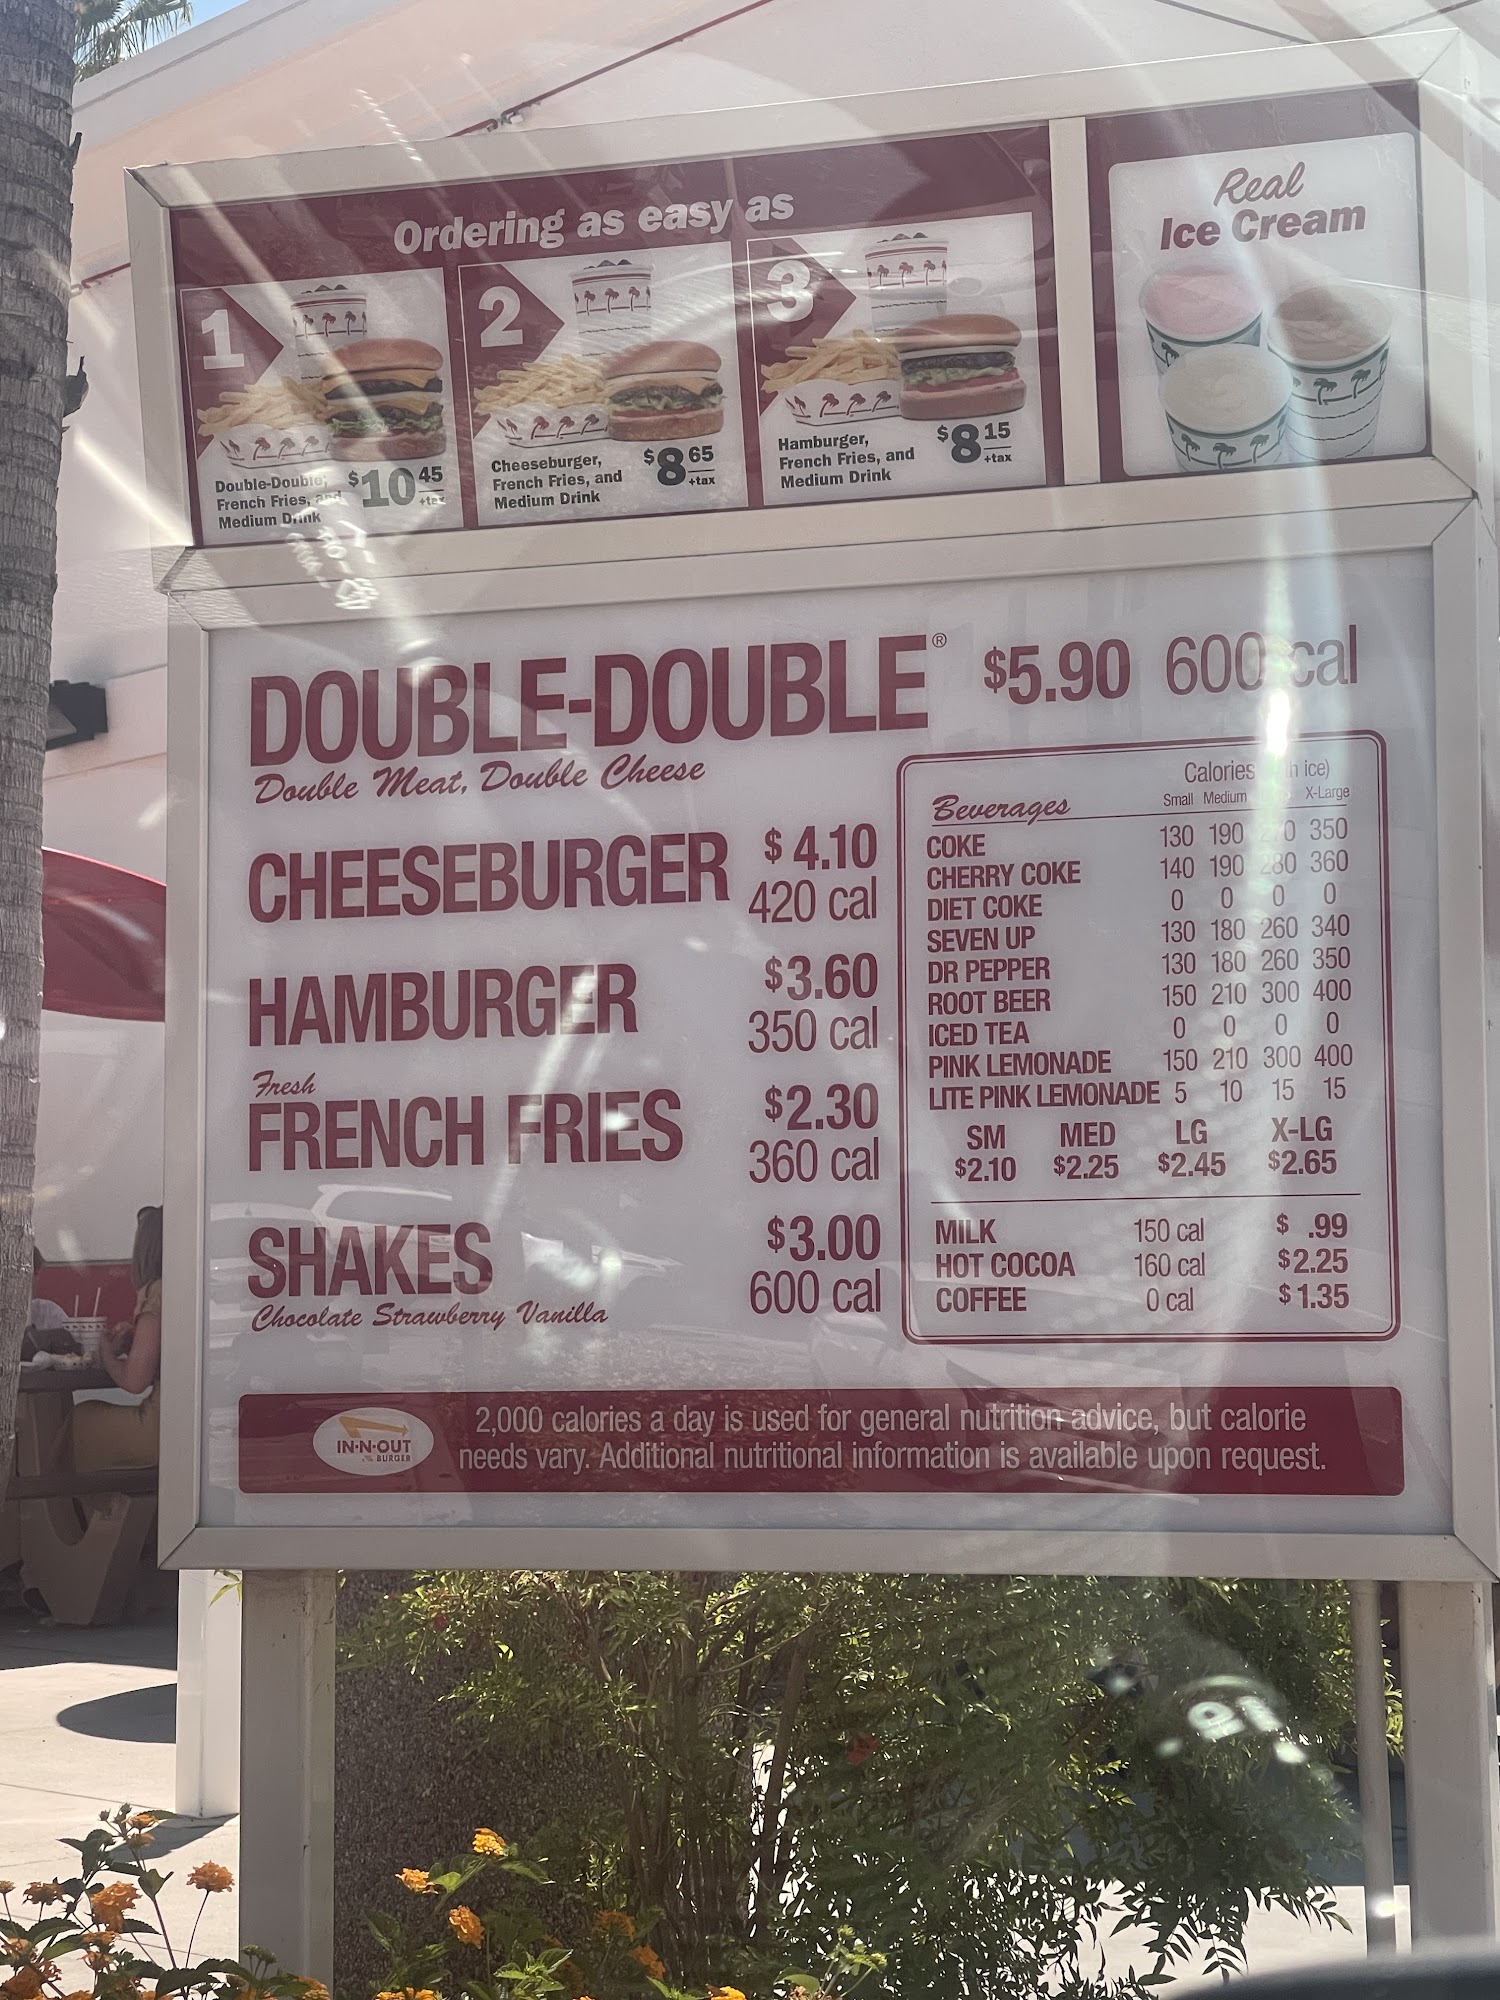 Ordering as easy as
1
Double-Double,
French Fries, and
Medium Drink
$10 45
+tax
2
Cheeseburger,
French Fries, and
Medium Drink
$8 65
+tax
3
Hamburger,
French Fries, and
Medium Drink
$8 15
+tax
Real
Ice Cream
DOUBLE-DOUBLE® $5.90 600 cal
Double Meat, Double Cheese
CHEESEBURGER $4.10
420 cal
HAMBURGER $3.60
350 cal
Fresh
FRENCH FRIES $2.30
360 cal
SHAKES $3.00
600 cal
Chocolate Strawberry Vanilla
Calories ice)
Beverages Small Medium X-Large
COKE 130 190 350
CHERRY COKE 140 190 280 360
DIET COKE 0 0 0 0
SEVEN UP 130 180 260 340
DR PEPPER 130 180 260 350
ROOT BEER 150 210 300 400
ICED TEA 0 0 0 0
PINK LEMONADE 150 210 300 400
LITE PINK LEMONADE 5 10 15 15
SM MED LG X-LG
$2.10 $2.25 $2.45 $2.65
MILK 150 cal $ .99
HOT COCOA 160 cal $2.25
COFFEE 0 cal $1.35
IN-N-OUT
BURGER
2,000 calories a day is used for general nutrition advice, but calorie
needs vary. Additional nutritional information is available upon request.